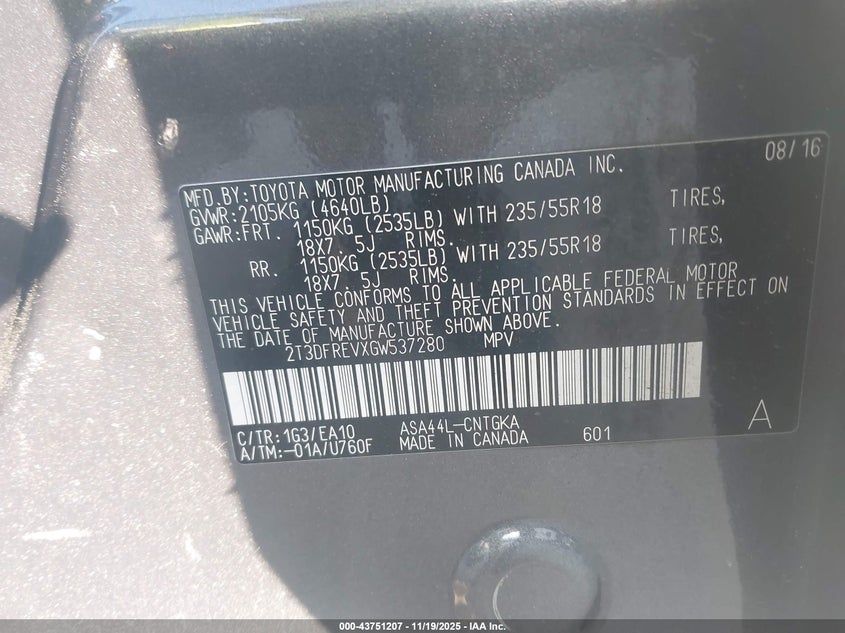 08/16
MFD.BY:TOYOTA MOTOR MANUFACTURING CANADA INC.
GVWR:2105KG (4640LB)
GAWR:FRT. 1150KG (2535LB) WITH 235/55R18 TIRES,
18X7.5J RIMS.
RR. 1150KG (2535LB) WITH 235/55R18 TIRES,
18X7.5J RIMS.
THIS VEHICLE CONFORMS TO ALL APPLICABLE FEDERAL MOTOR
VEHICLE SAFETY AND THEFT PREVENTION STANDARDS IN EFFECT ON
THE DATE OF MANUFACTURE SHOWN ABOVE.
2T3DFREVXGW537280 MPV
C/TR:1G3/EA10 ASA44L-CNTGKA
A/TM:-01A/U760F MADE IN CANADA 601 A
000-43751207 - 11/19/2025 - IAA Inc.